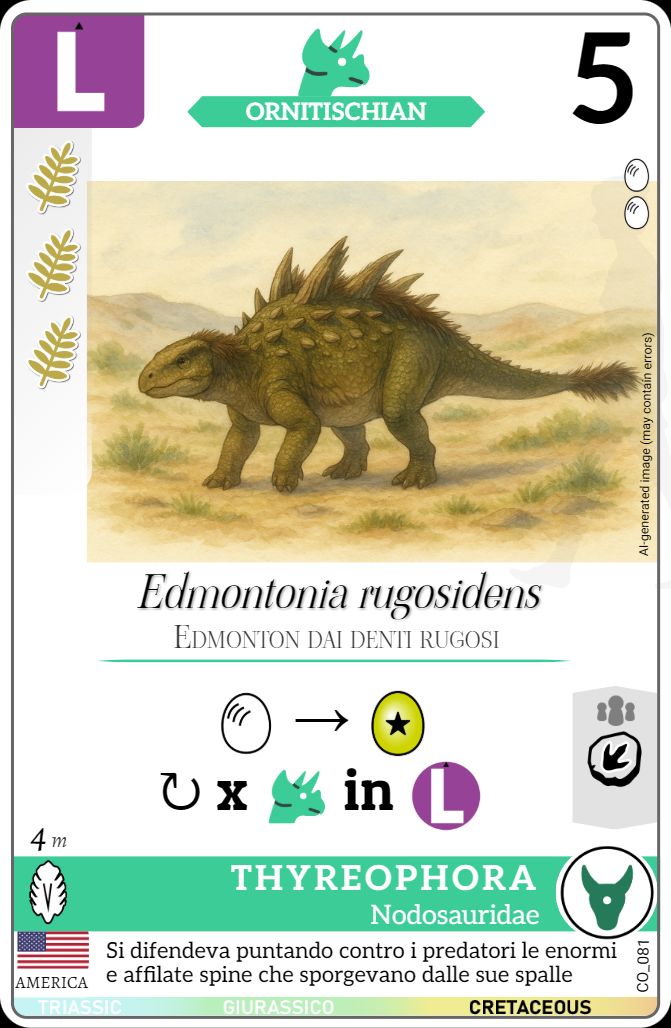 L
ORNITISCHIAN
5
AI-generated image (may contain errors)
Edmontonia rugosidens
EDMONTON DAI DENTI RUGOSI
x in L
4 m
THYREOPHORA
Nodosauridae
AMERICA
Si difendeva puntando contro i predatori le enormi
e affilate spine che sporgevano dalle sue spalle
CO_081
TRIASSIC GIURASSICO CRETACEOUS